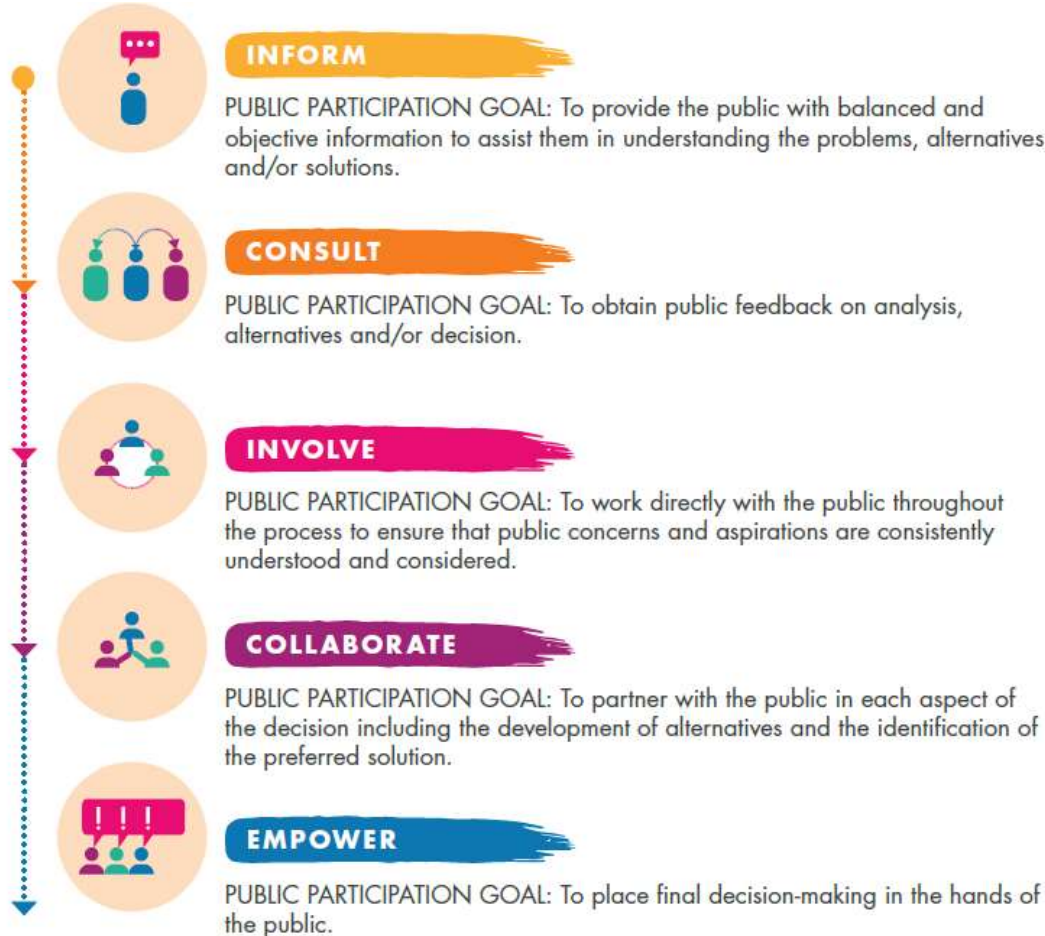 INFORM
PUBLIC PARTICIPATION GOAL: To provide the public with balanced and
objective information to assist them in understanding the problems, alternatives
and/or solutions.
CONSULT
PUBLIC PARTICIPATION GOAL: To obtain public feedback on analysis,
alternatives and/or decision.
INVOLVE
PUBLIC PARTICIPATION GOAL: To work directly with the public throughout
the process to ensure that public concerns and aspirations are consistently
understood and considered.
COLLABORATE
PUBLIC PARTICIPATION GOAL: To partner with the public in each aspect of
the decision including the development of alternatives and the identification of
the preferred solution.
! ! !
EMPOWER
PUBLIC PARTICIPATION GOAL: To place final decision-making in the hands of
the public.